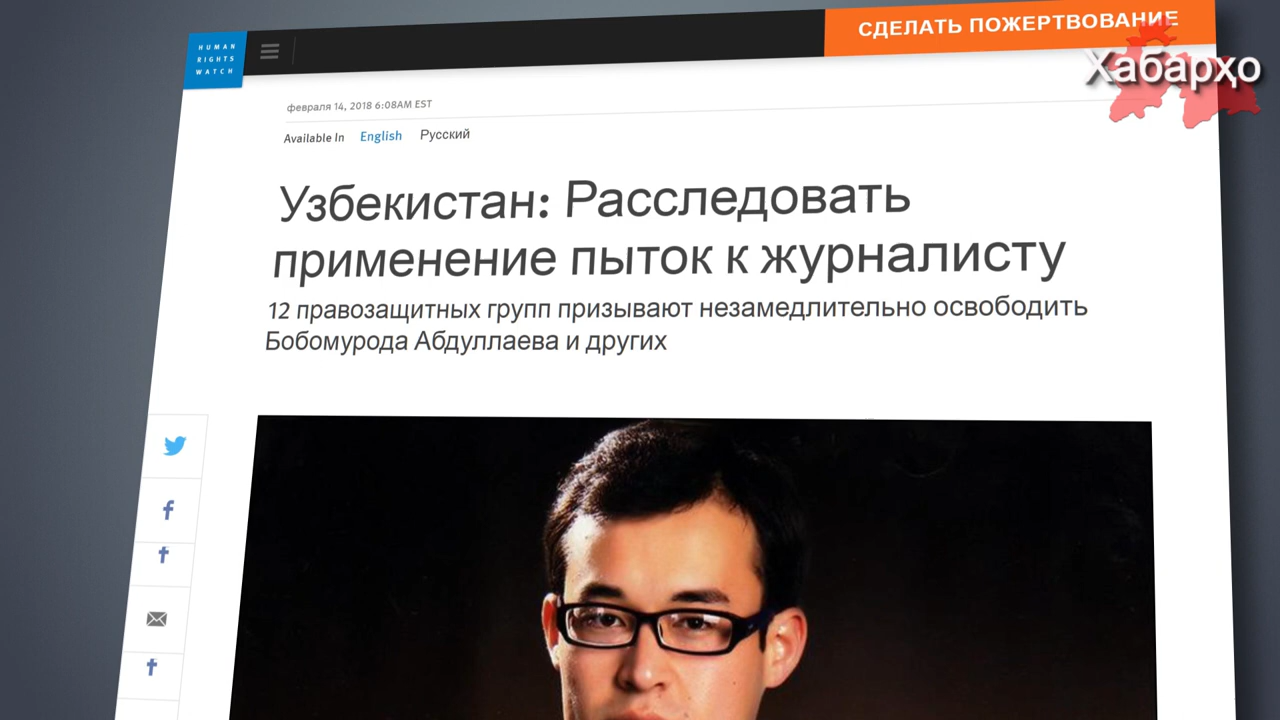 HUMAN
RIGHTS
WATCH
СДЕЛАТЬ ПОЖЕРТВОВАНИЕ
Хабарҳо
февраля 14, 2018 6:08AM EST
Available In English Русский
Узбекистан: Расследовать
применение пыток к журналисту
12 правозащитных групп призывают незамедлительно освободить
Бобомурода Абдуллаева и других